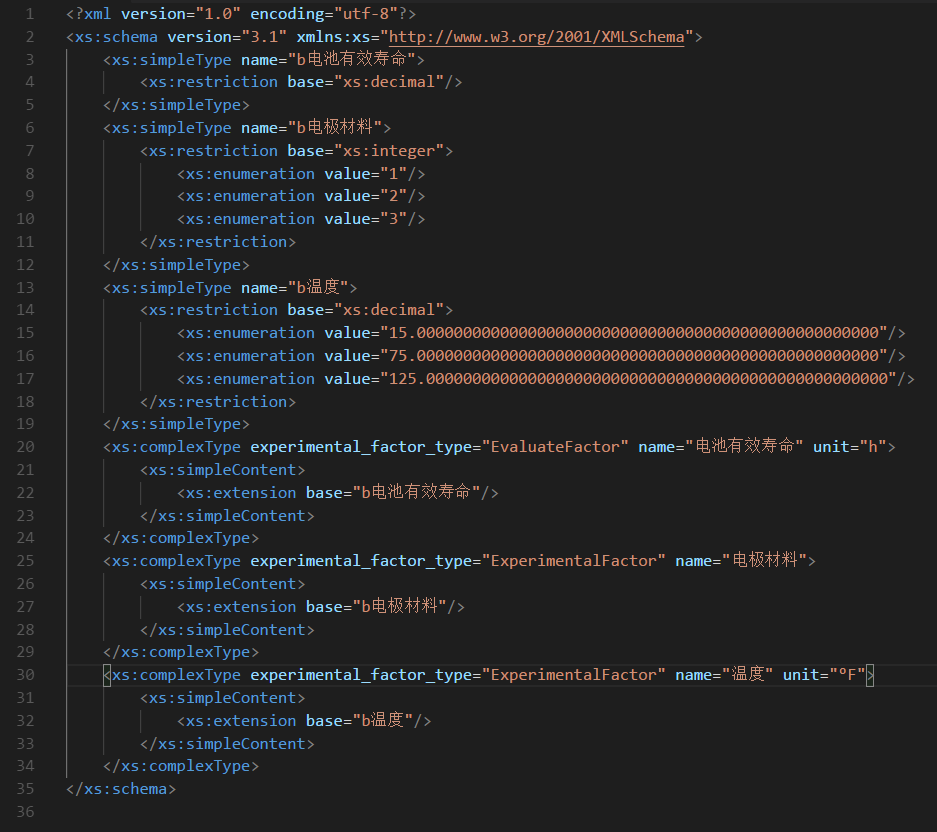 1 <?xml version="1.0" encoding="utf-8"?>
2 <xs:schema version="3.1" xmlns:xs="http://www.w3.org/2001/XMLSchema">
3 <xs:simpleType name="b电池有效寿命">
4 <xs:restriction base="xs:decimal"/>
5 </xs:simpleType>
6 <xs:simpleType name="b电极材料">
7 <xs:restriction base="xs:integer">
8 <xs:enumeration value="1"/>
9 <xs:enumeration value="2"/>
10 <xs:enumeration value="3"/>
11 </xs:restriction>
12 </xs:simpleType>
13 <xs:simpleType name="b温度">
14 <xs:restriction base="xs:decimal">
15 <xs:enumeration value="15.00000000000000000000000000000000000000000000000000"/>
16 <xs:enumeration value="75.00000000000000000000000000000000000000000000000000"/>
17 <xs:enumeration value="125.00000000000000000000000000000000000000000000000000"/>
18 </xs:restriction>
19 </xs:simpleType>
20 <xs:complexType experimental_factor_type="EvaluateFactor" name="电池有效寿命" unit="h">
21 <xs:simpleContent>
22 <xs:extension base="b电池有效寿命"/>
23 </xs:simpleContent>
24 </xs:complexType>
25 <xs:complexType experimental_factor_type="ExperimentalFactor" name="电极材料">
26 <xs:simpleContent>
27 <xs:extension base="b电极材料"/>
28 </xs:simpleContent>
29 </xs:complexType>
30 <xs:complexType experimental_factor_type="ExperimentalFactor" name="温度" unit="ºF">
31 <xs:simpleContent>
32 <xs:extension base="b温度"/>
33 </xs:simpleContent>
34 </xs:complexType>
35 </xs:schema>
36